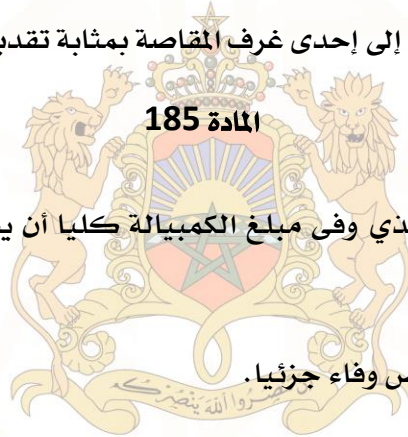 إلى إحدى غرف المقاصة بمثابة تقدي
المادة 185
ذي وفى مبلغ الكمبيالة كليا أن ي
س وفاء جزئيا.